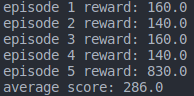 episode 1 reward: 160.0
episode 2 reward: 140.0
episode 3 reward: 160.0
episode 4 reward: 140.0
episode 5 reward: 830.0
average score: 286.0